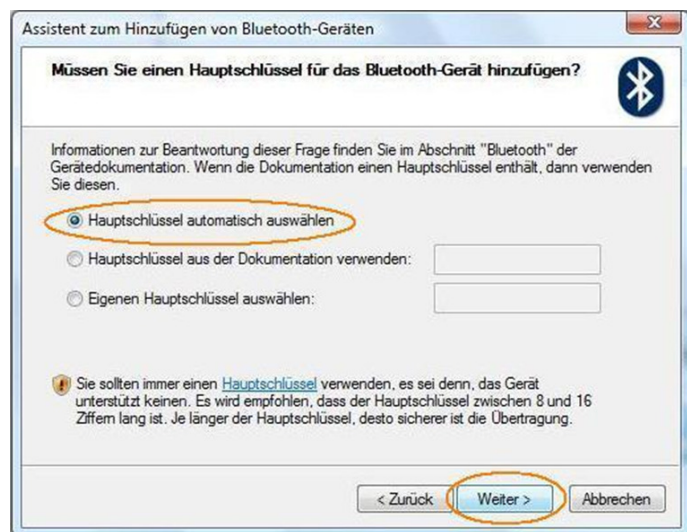 Assistent zum Hinzufügen von Bluetooth-Geräten
Müssen Sie einen Hauptschlüssel für das Bluetooth-Gerät hinzufügen?
Informationen zur Beantwortung dieser Frage finden Sie im Abschnitt "Bluetooth" der
Gerätedokumentation. Wenn die Dokumentation einen Hauptschlüssel enthält, dann verwenden
Sie diesen.
Hauptschlüssel automatisch auswählen
Hauptschlüssel aus der Dokumentation verwenden:
Eigenen Hauptschlüssel auswählen:
Sie sollten immer einen Hauptschlüssel verwenden, es sei denn, das Gerät
unterstützt keinen. Es wird empfohlen, dass der Hauptschlüssel zwischen 8 und 16
Ziffern lang ist. Je länger der Hauptschlüssel, desto sicherer ist die Übertragung.
< Zurück Weiter > Abbrechen